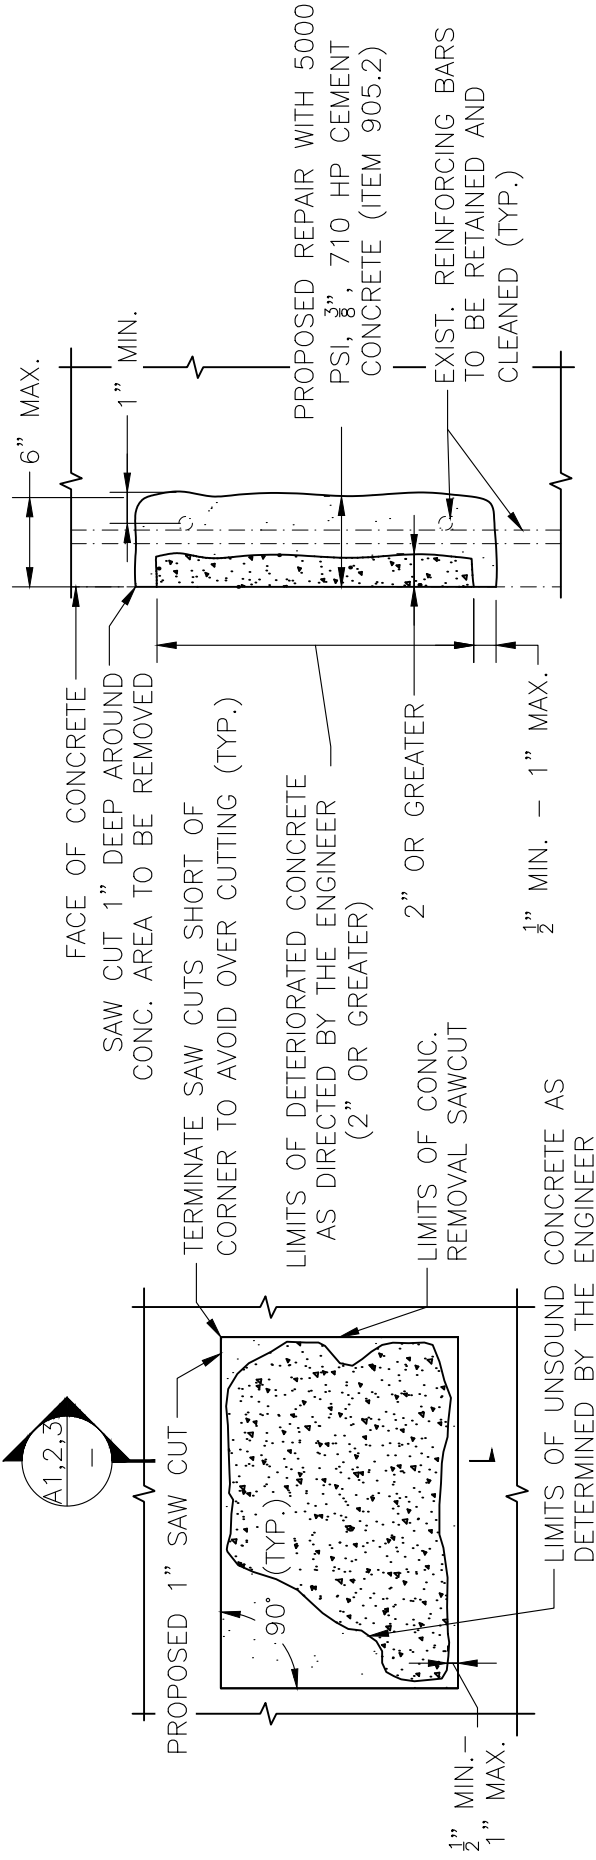 A1,2,3
–
PROPOSED 1" SAW CUT
90° (TYP.)
1/2" MIN.–
1" MAX.
TERMINATE SAW CUTS SHORT OF
CORNER TO AVOID OVER CUTTING (TYP.)
LIMITS OF CONC.
REMOVAL SAWCUT
LIMITS OF UNSOUND CONCRETE AS
DETERMINED BY THE ENGINEER
FACE OF CONCRETE
SAW CUT 1" DEEP AROUND
CONC. AREA TO BE REMOVED
LIMITS OF DETERIORATED CONCRETE
AS DIRECTED BY THE ENGINEER
(2" OR GREATER)
2" OR GREATER
1/2" MIN. – 1" MAX.
6" MAX.
1" MIN.
PROPOSED REPAIR WITH 5000
PSI, 3/8", 710 HP CEMENT
CONCRETE (ITEM 905.2)
EXIST. REINFORCING BARS
TO BE RETAINED AND
CLEANED (TYP.)